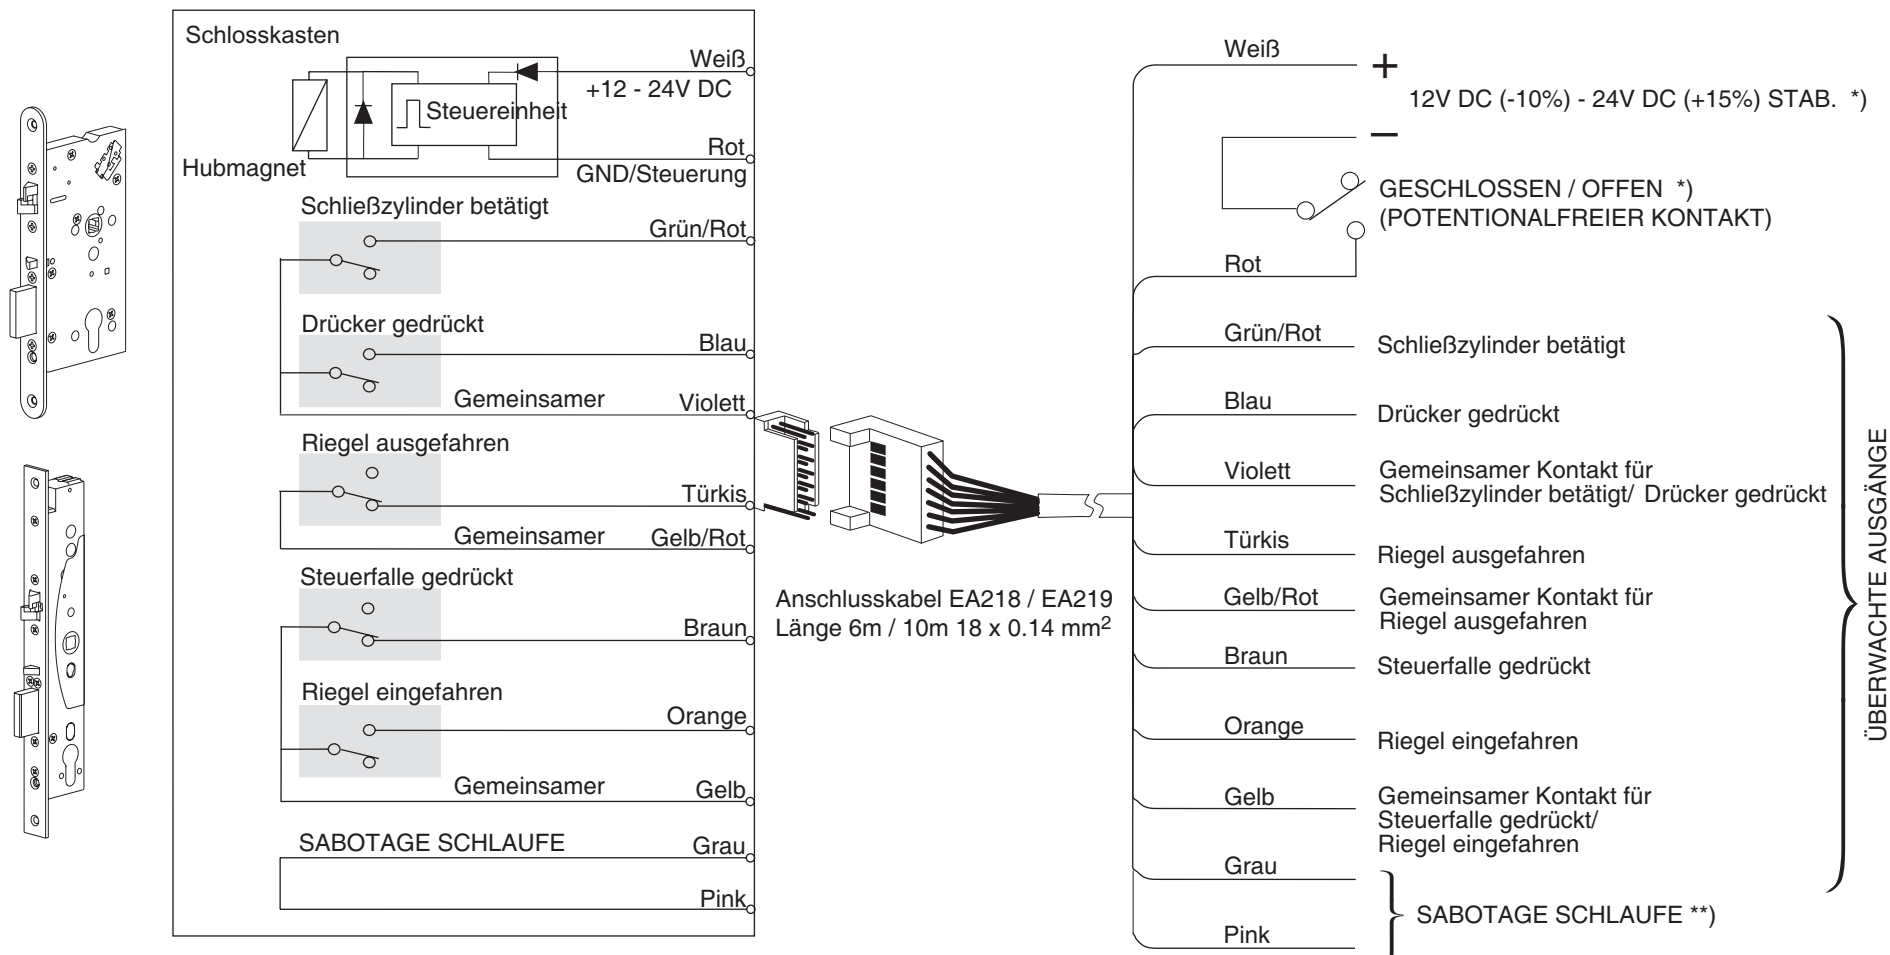 Schlosskasten
Weiß
+12 - 24V DC
Steuereinheit
Rot
Hubmagnet
GND/Steuerung
Schließzylinder betätigt
Grün/Rot
Drücker gedrückt
Blau
Gemeinsamer
Violett
Riegel ausgefahren
Türkis
Gemeinsamer
Gelb/Rot
Steuerfalle gedrückt
Braun
Riegel eingefahren
Orange
Gemeinsamer
Gelb
SABOTAGE SCHLAUFE
Grau
Pink
Anschlusskabel EA218 / EA219
Länge 6m / 10m 18 x 0.14 mm²
Weiß
+
12V DC (-10%) - 24V DC (+15%) STAB. *)
–
GESCHLOSSEN / OFFEN *)
(POTENTIONALFREIER KONTAKT)
Rot
Grün/Rot
Schließzylinder betätigt
Blau
Drücker gedrückt
Violett
Gemeinsamer Kontakt für
Schließzylinder betätigt/ Drücker gedrückt
Türkis
Riegel ausgefahren
Gelb/Rot
Gemeinsamer Kontakt für
Riegel ausgefahren
Braun
Steuerfalle gedrückt
Orange
Riegel eingefahren
Gelb
Gemeinsamer Kontakt für
Steuerfalle gedrückt/
Riegel eingefahren
Grau
SABOTAGE SCHLAUFE **)
Pink
ÜBERWACHTE AUSGÄNGE